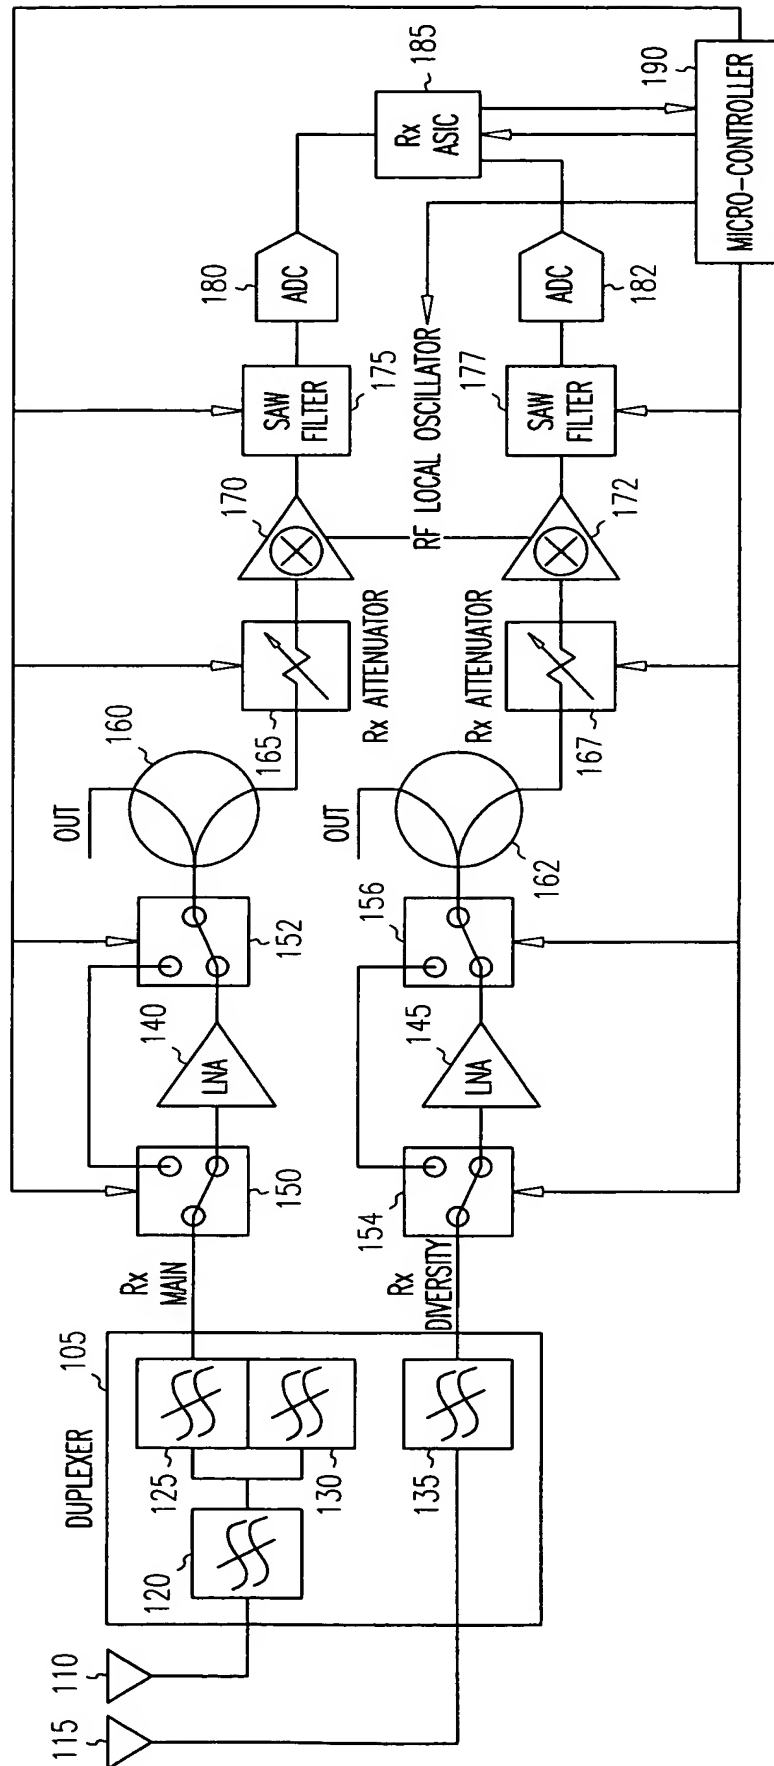 115
110
DUPLEXER
105
120
125
130
135
Rx
MAIN
Rx
DIVERSITY
150
154
LNA
140
LNA
145
152
156
OUT
160
OUT
162
165
Rx ATTENUATOR
Rx ATTENUATOR
167
170
RF LOCAL OSCILLATOR
172
SAW
FILTER
175
SAW
FILTER
177
ADC
180
ADC
182
Rx
ASIC
185
MICRO-CONTROLLER
190